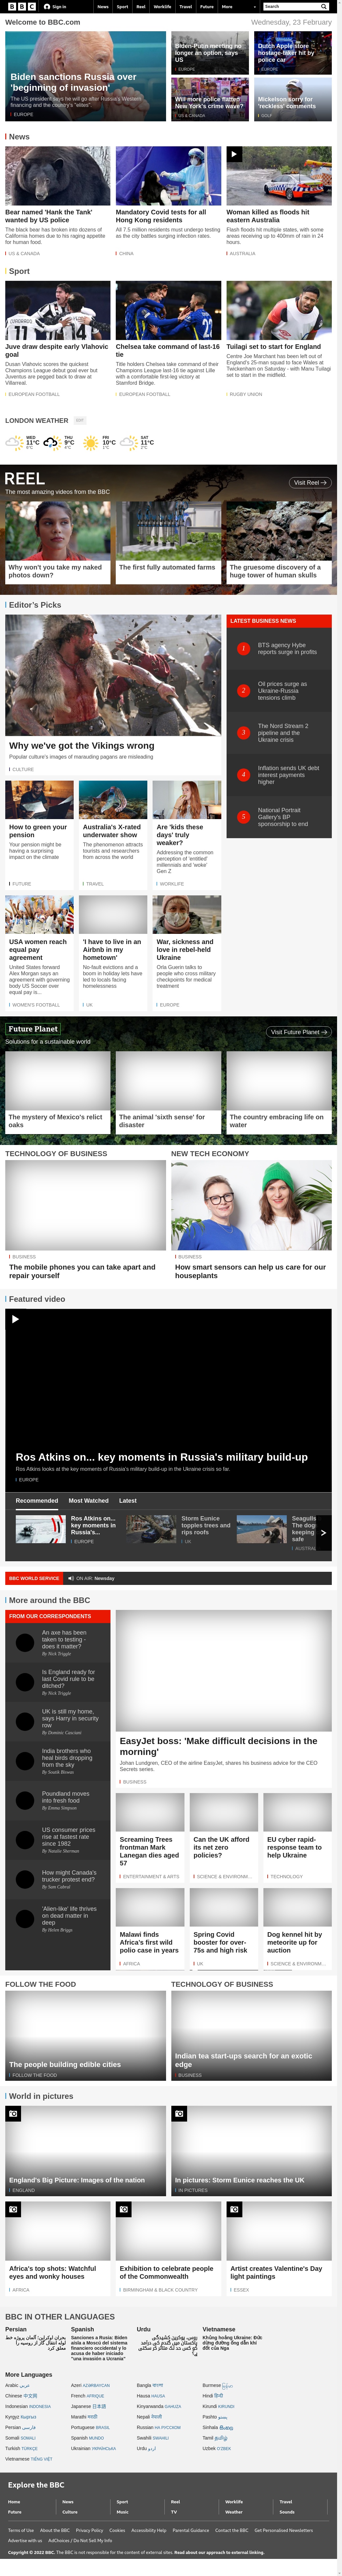 BBC
Sign in
News
Sport
Reel
Worklife
Travel
Future
More
Search
Welcome to BBC.com
Wednesday, 23 February
Biden sanctions Russia over 'beginning of invasion'
The US president says he will go after Russia's Western financing and the country's "elites".
EUROPE
Biden-Putin meeting no longer an option, says US
EUROPE
Dutch Apple store hostage-taker hit by police car
EUROPE
Will more police flatten New York's crime wave?
US & CANADA
Mickelson sorry for 'reckless' comments
GOLF
News
Bear named 'Hank the Tank' wanted by US police
The black bear has broken into dozens of California homes due to his raging appetite for human food.
US & CANADA
Mandatory Covid tests for all Hong Kong residents
All 7.5 million residents must undergo testing as the city battles surging infection rates.
CHINA
Woman killed as floods hit eastern Australia
Flash floods hit multiple states, with some areas receiving up to 400mm of rain in 24 hours.
AUSTRALIA
Sport
Juve draw despite early Vlahovic goal
Dusan Vlahovic scores the quickest Champions League debut goal ever but Juventus are pegged back to draw at Villarreal.
EUROPEAN FOOTBALL
Chelsea take command of last-16 tie
Title holders Chelsea take command of their Champions League last-16 tie against Lille with a comfortable first-leg victory at Stamford Bridge.
EUROPEAN FOOTBALL
Tuilagi set to start for England
Centre Joe Marchant has been left out of England's 25-man squad to face Wales at Twickenham on Saturday - with Manu Tuilagi set to start in the midfield.
RUGBY UNION
LONDON WEATHER
WED 11°C 6°C
THU 9°C 4°C
FRI 10°C 1°C
SAT 11°C 2°C
REEL
Visit Reel
The most amazing videos from the BBC
Why won't you take my naked photos down?
The first fully automated farms
The gruesome discovery of a huge tower of human skulls
Editor's Picks
Why we've got the Vikings wrong
Popular culture's images of marauding pagans are misleading
CULTURE
How to green your pension
Your pension might be having a surprising impact on the climate
FUTURE
Australia's X-rated underwater show
The phenomenon attracts tourists and researchers from across the world
TRAVEL
Are 'kids these days' truly weaker?
Addressing the common perception of 'entitled' millennials and 'woke' Gen Z
WORKLIFE
USA women reach equal pay agreement
United States forward Alex Morgan says an agreement with governing body US Soccer over equal pay is...
WOMEN'S FOOTBALL
'I have to live in an Airbnb in my hometown'
No-fault evictions and a boom in holiday lets have led to locals facing homelessness
UK
War, sickness and love in rebel-held Ukraine
Oria Guerin talks to people who cross military checkpoints for medical treatment
EUROPE
LATEST BUSINESS NEWS
1 BTS agency Hybe reports surge in profits
2 Oil prices surge as Ukraine-Russia tensions climb
3 The Nord Stream 2 pipeline and the Ukraine crisis
4 Inflation sends UK debt interest payments higher
5 National Portrait Gallery's BP sponsorship to end
Future Planet
Visit Future Planet
Solutions for a sustainable world
The mystery of Mexico's relict oaks
The animal 'sixth sense' for disaster
The country embracing life on water
TECHNOLOGY OF BUSINESS
BUSINESS
The mobile phones you can take apart and repair yourself
NEW TECH ECONOMY
BUSINESS
How smart sensors can help us care for our houseplants
Featured video
Ros Atkin on... key moments in Russia's military build-up
Ros Atkins looks at the key moments of Russia's military build-up in the Ukraine crisis so far.
EUROPE
Recommended
Most Watched
Latest
Ros Atkin on... key moments in Russia's...
EUROPE
Storm Eunice topples trees and rips roofs
UK
Seagulls
The dog keeping safe
AUSTRAL
BBC WORLD SERVICE
ON AIR: Newsday
More around the BBC
FROM OUR CORRESPONDENTS
An axe has been taken to testing - does it matter?
By Nick Triggle
Is England ready for last Covid rule to be ditched?
By Nick Triggle
UK is still my home, says Harry in security row
By Dominic Casciani
India brothers who heal birds dropping from the sky
By Soutik Biswas
Poundland moves into fresh food
By Emma Simpson
US consumer prices rise at fastest rate since 1982
By Natalie Sherman
How might Canada's trucker protest end?
By Sam Cabral
'Alien-like' life thrives on dead matter in deep
By Helen Briggs
EasyJet boss: 'Make difficult decisions in the morning'
Johan Lundgren, CEO of the airline EasyJet, shares his business advice for the CEO Secrets series.
BUSINESS
Screaming Trees frontman Mark Lanegan dies aged 57
ENTERTAINMENT & ARTS
Can the UK afford its net zero policies?
SCIENCE & ENVIRONM...
EU cyber rapid-response team to help Ukraine
TECHNOLOGY
Malawi finds Africa's first wild polio case in years
AFRICA
Spring Covid booster for over-75s and high risk
UK
Dog kennel hit by meteorite up for auction
SCIENCE & ENVIRONM...
FOLLOW THE FOOD
The people building edible cities
FOLLOW THE FOOD
TECHNOLOGY OF BUSINESS
Indian tea start-ups search for an exotic edge
BUSINESS
World in pictures
England's Big Picture: Images of the nation
ENGLAND
In pictures: Storm Eunice reaches the UK
IN PICTURES
Africa's top shots: Watchful eyes and wonky houses
AFRICA
Exhibition to celebrate people of the Commonwealth
BIRMINGHAM & BLACK COUNTRY
Artist creates Valentine's Day light paintings
ESSEX
BBC IN OTHER LANGUAGES
Persian
بحران اوکراین؛ آلمان پروژه خط لوله انتقال گاز از روسیه را معلق کرد
Spanish
Sanciones a Rusia: Biden aísla a Moscú del sistema financiero occidental y lo acusa de haber iniciado "una invasión a Ucrania"
Urdu
Vietnamese
Khủng hoảng Ukraine: Đức dừng đường ống dẫn khí đốt của Nga
More Languages
Arabic عربي
Azeri AZƏRBAYCAN
Bangla বাংলা
Burmese မြန်မာ
Chinese 中文网
French AFRIQUE
Hausa HAUSA
Hindi हिन्दी
Indonesian INDONESIA
Japanese 日本語
Kinyarwanda GAHUZA
Kirundi KIRUNDI
Kyrgyz Кыргыз
Marathi मराठी
Nepali नेपाली
Pashto پښتو
Persian فارسی
Portuguese BRASIL
Russian НА РУССКОМ
Sinhala සිංහල
Somali SOMALI
Spanish MUNDO
Swahili SWAHILI
Tamil தமிழ்
Turkish TÜRKÇE
Ukrainian УКРАЇНСЬКА
Urdu اردو
Uzbek O'ZBEK
Vietnamese TIẾNG VIỆT
Explore the BBC
Home
News
Sport
Reel
Worklife
Travel
Future
Culture
Music
TV
Weather
Sounds
Terms of Use
About the BBC
Privacy Policy
Cookies
Accessibility Help
Parental Guidance
Contact the BBC
Get Personalised Newsletters
Advertise with us
AdChoices / Do Not Sell My Info
Copyright © 2022 BBC. The BBC is not responsible for the content of external sites. Read about our approach to external linking.